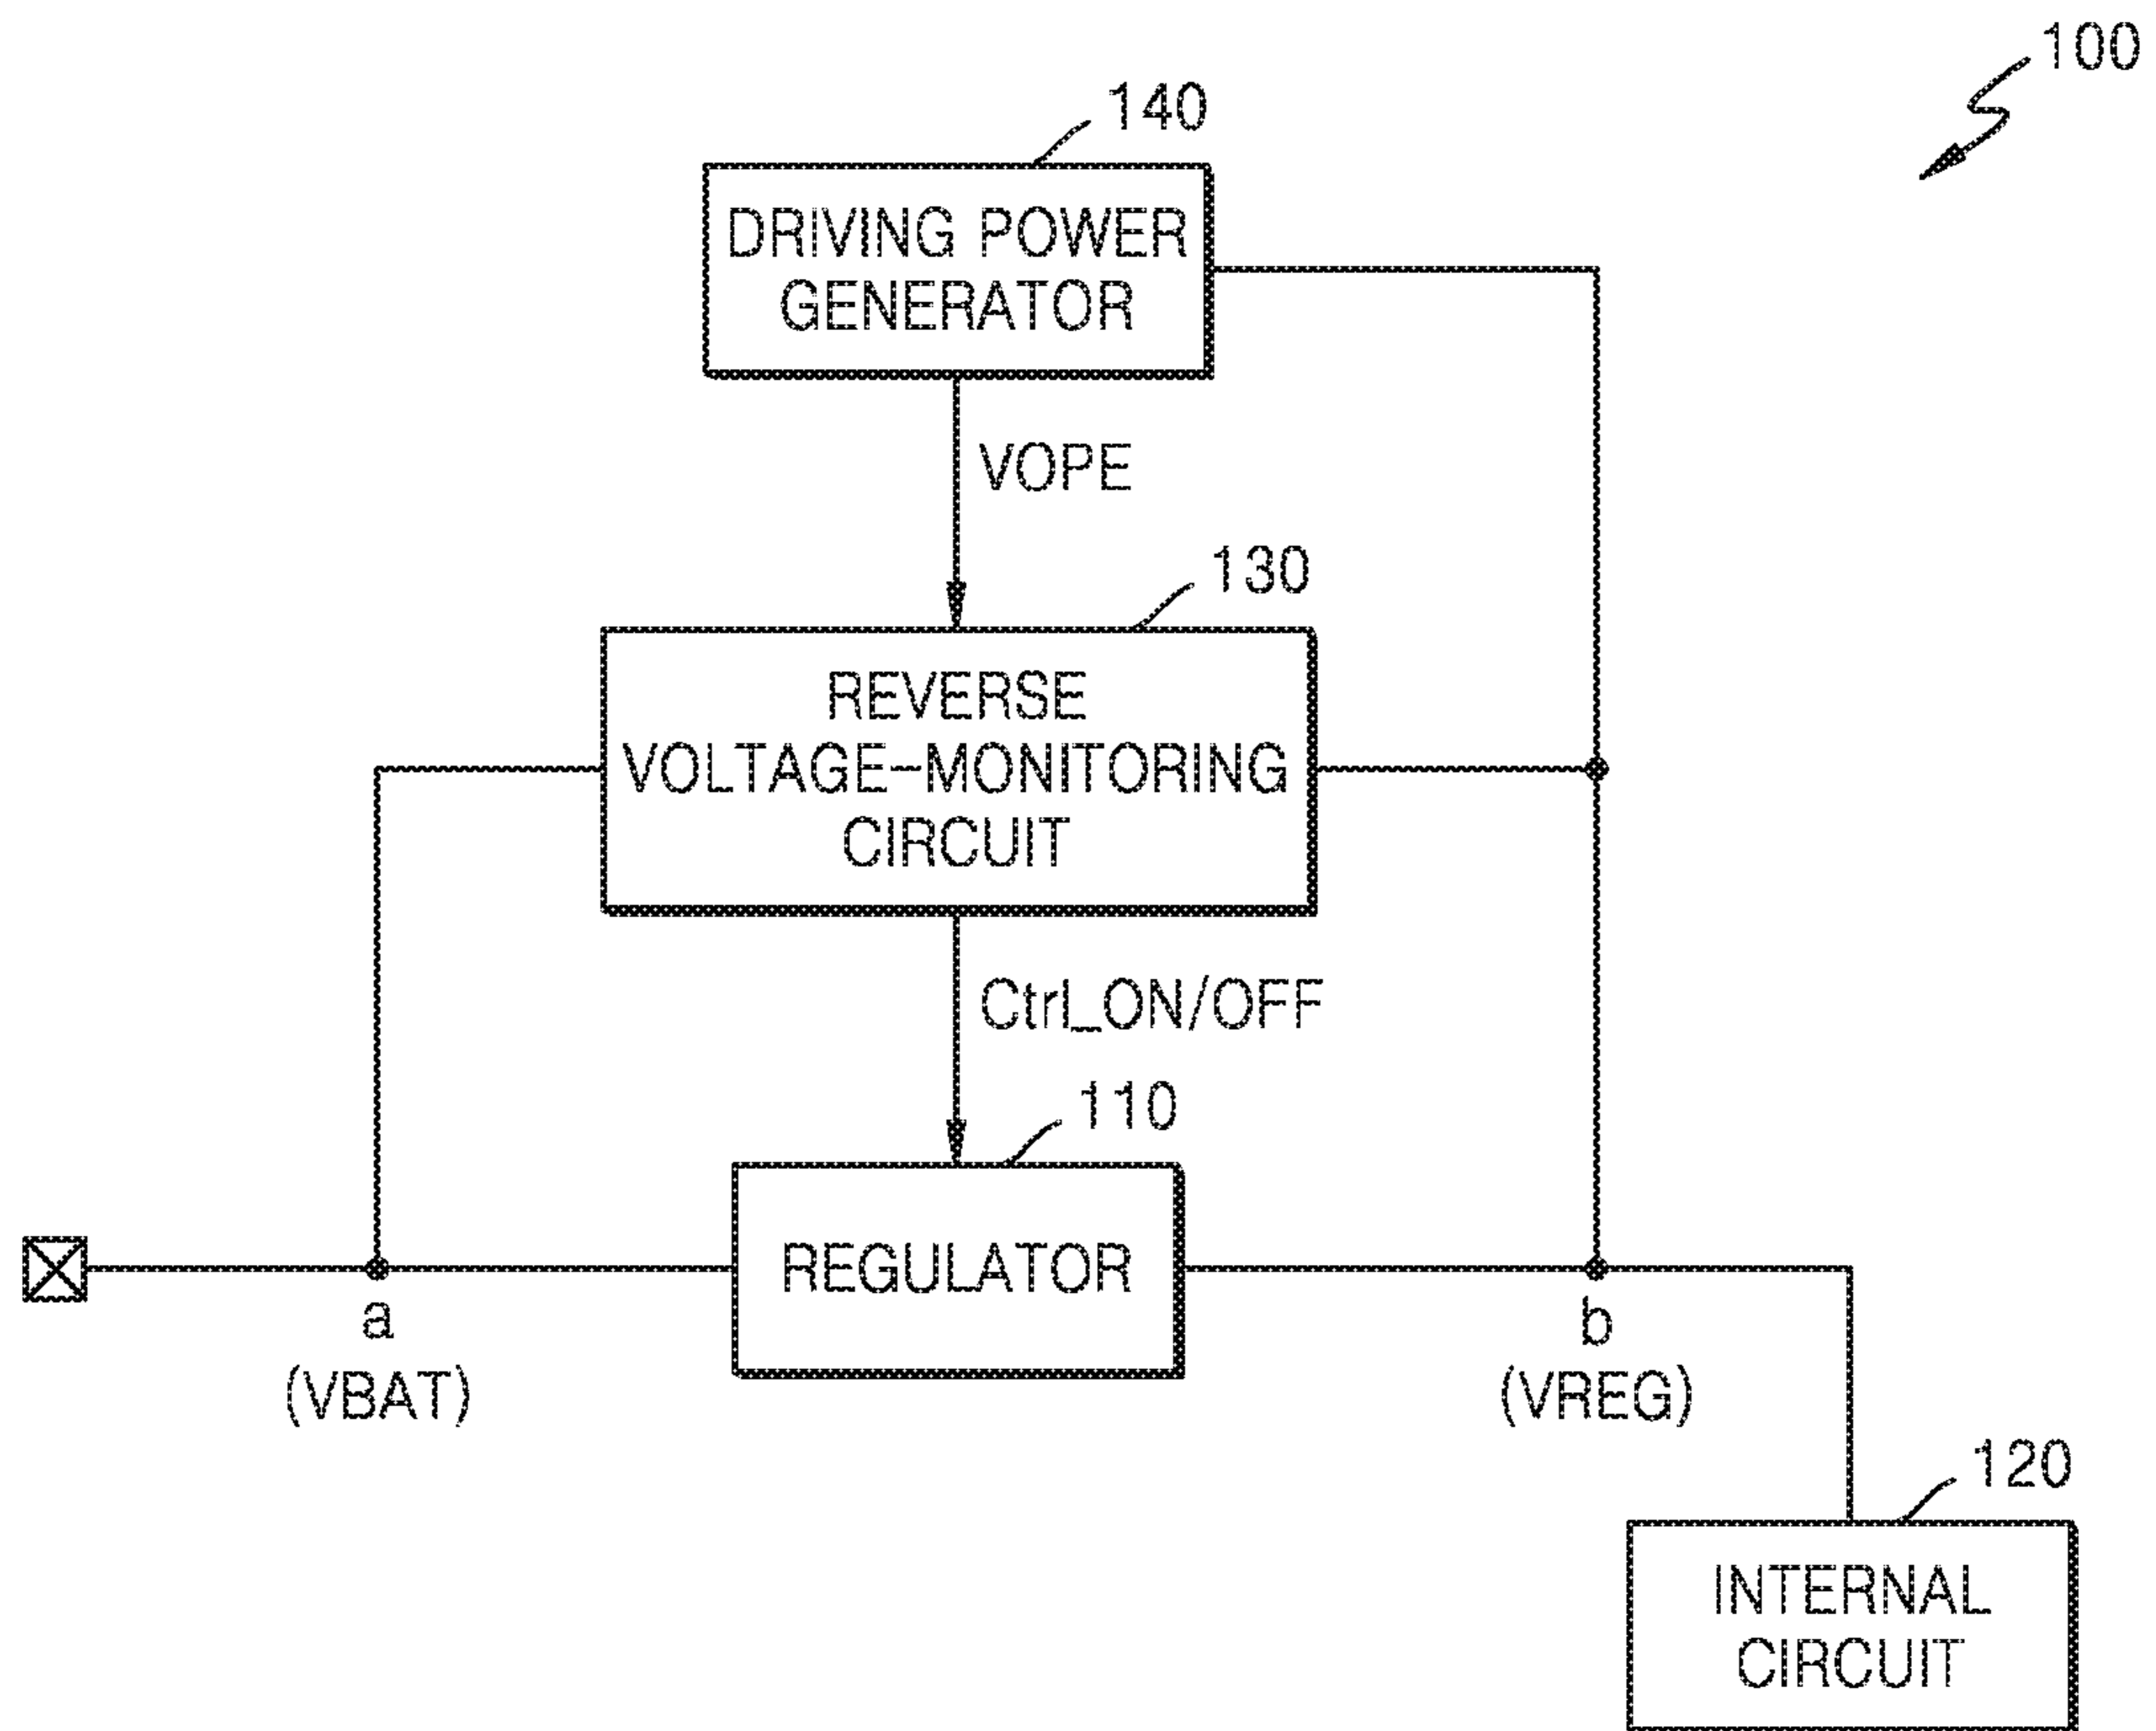 100
140
DRIVING POWER
GENERATOR
VOPE
130
REVERSE
VOLTAGE-MONITORING
CIRCUIT
Ctrl_ON/OFF
110
REGULATOR
a
(VBAT)
b
(VREG)
120
INTERNAL
CIRCUIT